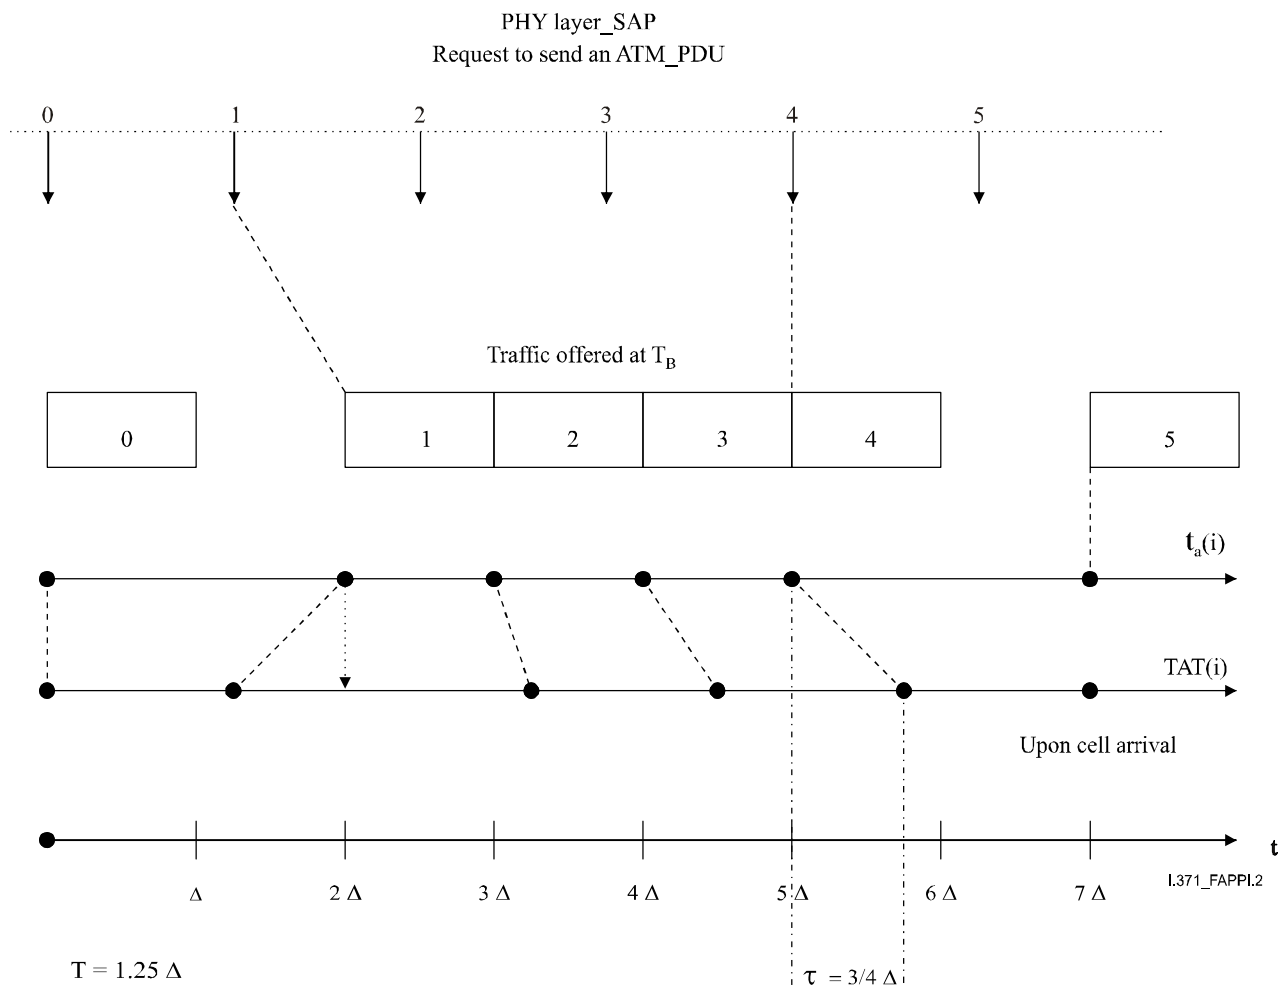 PHY layer_SAP
Request to send an ATM_PDU
0 1 2 3 4 5
Traffic offered at T_B
0 1 2 3 4 5
t_a(i)
TAT(i)
Upon cell arrival
t
Δ 2 Δ 3 Δ 4 Δ 5 Δ 6 Δ 7 Δ
I.371_FAPPI.2
T = 1.25 Δ
τ = 3/4 Δ